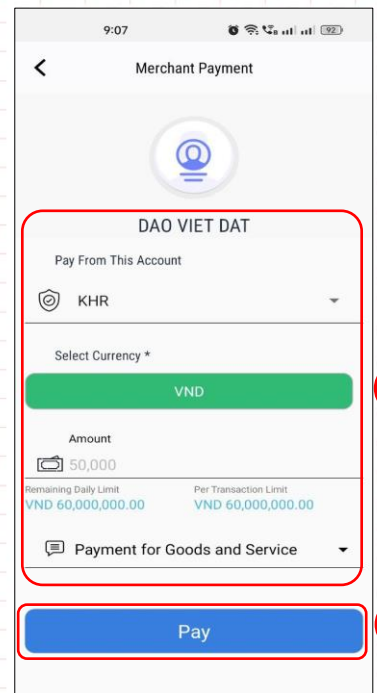 9:07 92
Merchant Payment
DAO VIET DAT
Pay From This Account
KHR
Select Currency *
VND
Amount
50,000
Remaining Daily Limit Per Transaction Limit
VND 60,000,000.00 VND 60,000,000.00
Payment for Goods and Service
Pay